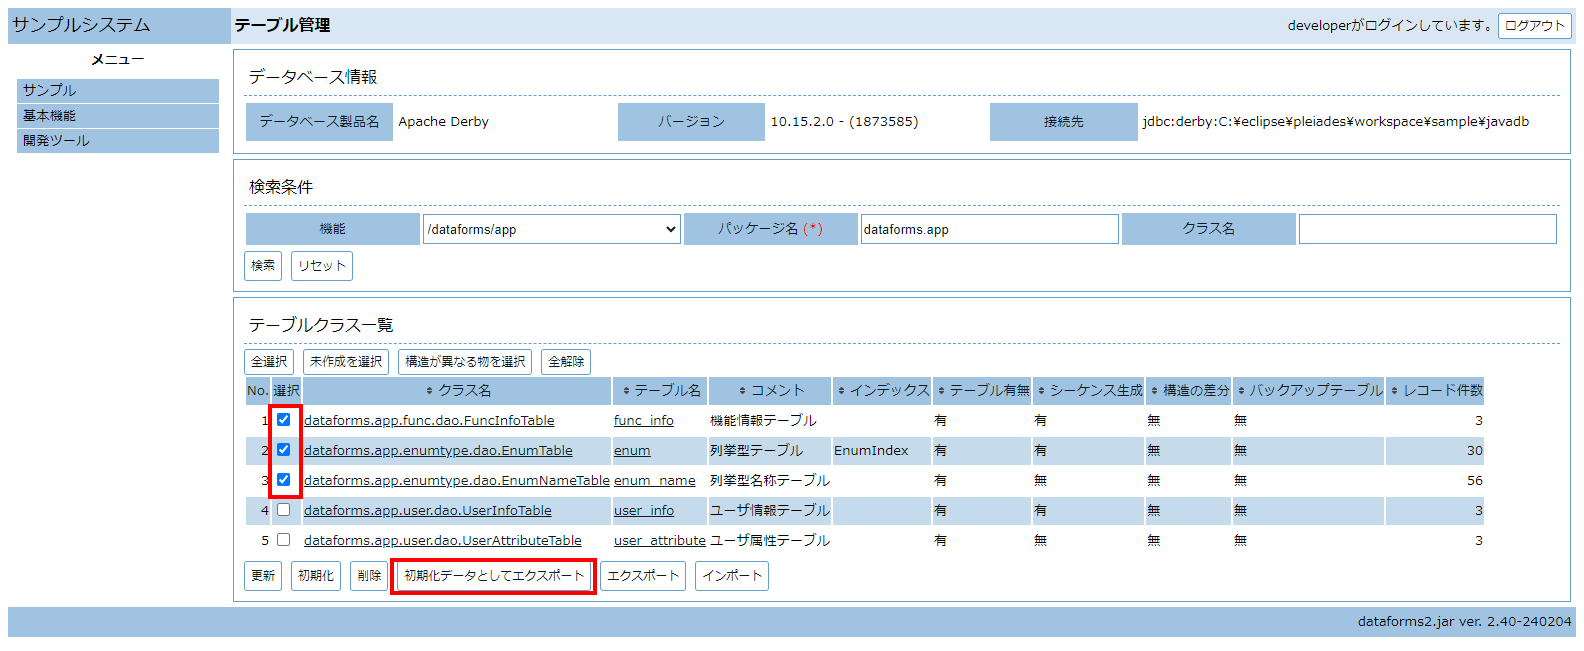 サンプルシステム
テーブル管理
developerがログインしています。 ログアウト
メニュー
サンプル
基本機能
開発ツール
データベース情報
データベース製品名 Apache Derby バージョン 10.15.2.0 - (1873585) 接続先 jdbc:derby:C:¥eclipse¥pleiades¥workspace¥sample¥javadb
検索条件
機能 /dataforms/app パッケージ名 (*) dataforms.app クラス名
検索 リセット
テーブルクラス一覧
全選択 未作成を選択 構造が異なる物を選択 全解除
No. 選択 クラス名 テーブル名 コメント インデックス テーブル有無 シーケンス生成 構造の差分 バックアップテーブル レコード件数
1 dataforms.app.func.dao.FuncInfoTable func_info 機能情報テーブル 有 有 無 無 3
2 dataforms.app.enumtype.dao.EnumTable enum 列挙型テーブル EnumIndex 有 有 無 無 30
3 dataforms.app.enumtype.dao.EnumNameTable enum_name 列挙型名称テーブル 有 無 無 無 56
4 dataforms.app.user.dao.UserInfoTable user_info ユーザ情報テーブル 有 有 無 無 3
5 dataforms.app.user.dao.UserAttributeTable user_attribute ユーザ属性テーブル 有 無 無 無 3
更新 初期化 削除 初期化データとしてエクスポート エクスポート インポート
dataforms2.jar ver. 2.40-240204